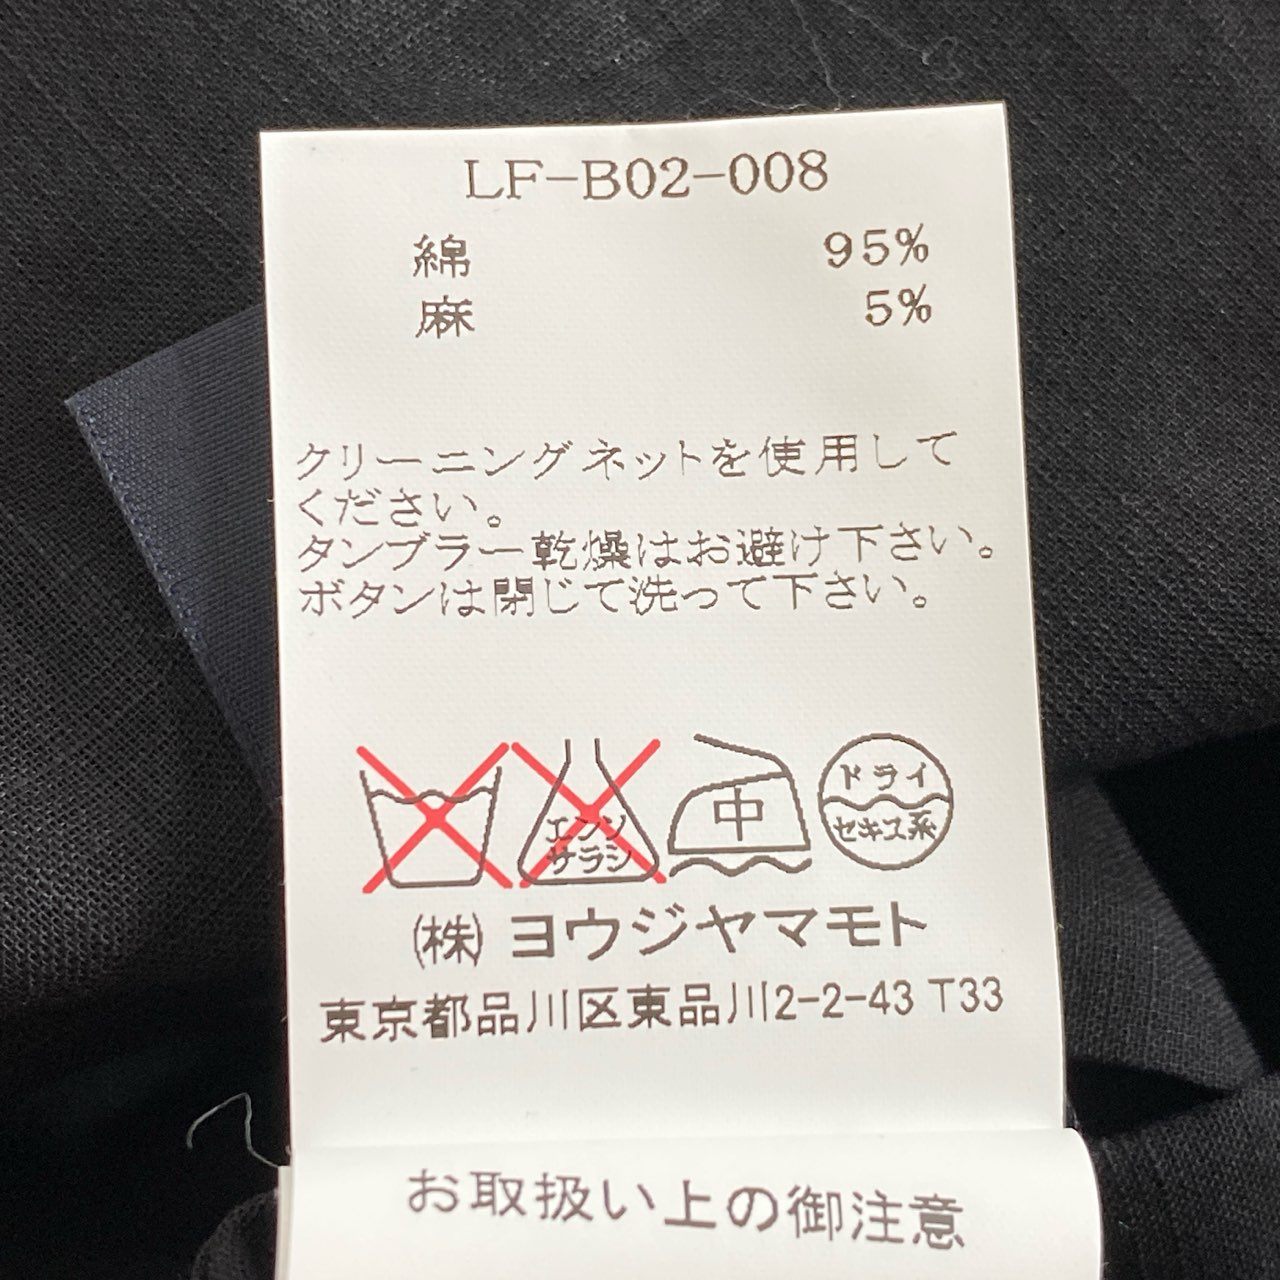 LF-B02-008
綿 95%
麻 5%
クリーニングネットを使用して
ください。
タンブラー乾燥はお避け下さい。
ボタンは閉じて洗って下さい。
エンソ
サラシ
中
ドライ
セキユ系
(株) ヨウジヤマモト
東京都品川区東品川2-2-43 T33
お取扱い上の御注意